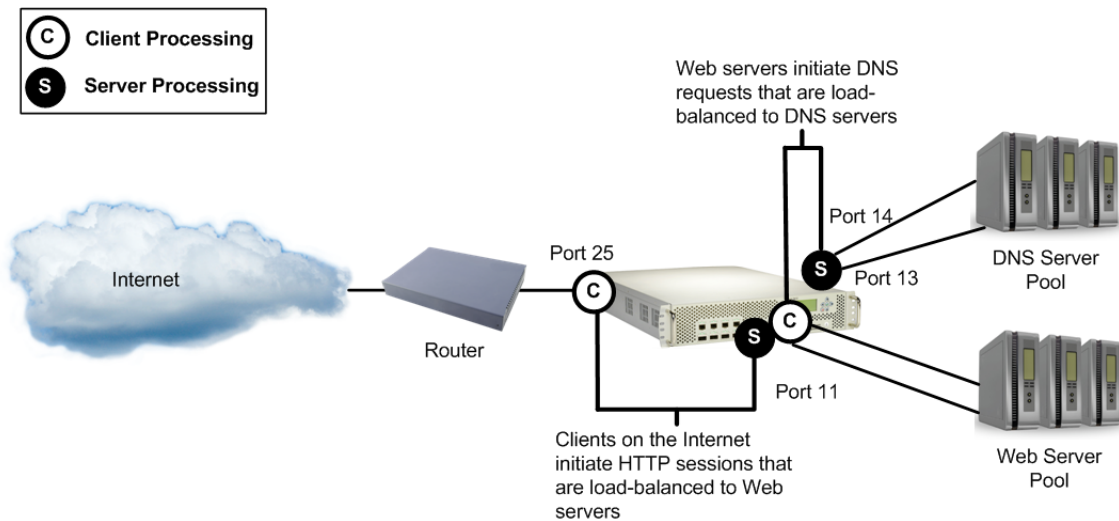 C Client Processing
S Server Processing
Web servers initiate DNS
requests that are load-
balanced to DNS servers
Port 14
S
Port 13
DNS Server
Pool
Internet
Port 25
C
Router
S
C
Port 11
Clients on the Internet
initiate HTTP sessions that
are load-balanced to Web
servers
Web Server
Pool